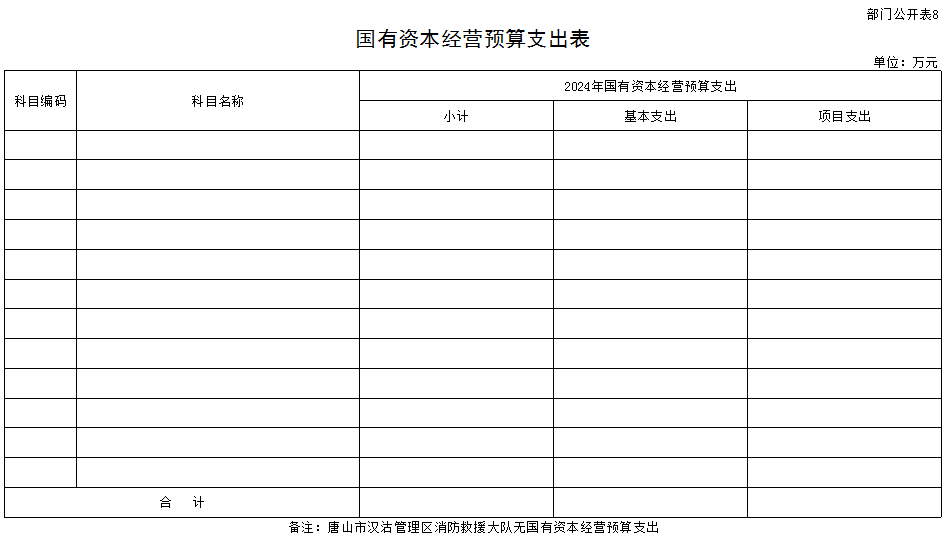 部门公开表8
国有资本经营预算支出表
单位：万元
科目编码 科目名称 2024年国有资本经营预算支出
小计 基本支出 项目支出
合 计
备注：唐山市汉沽管理区消防救援大队无国有资本经营预算支出